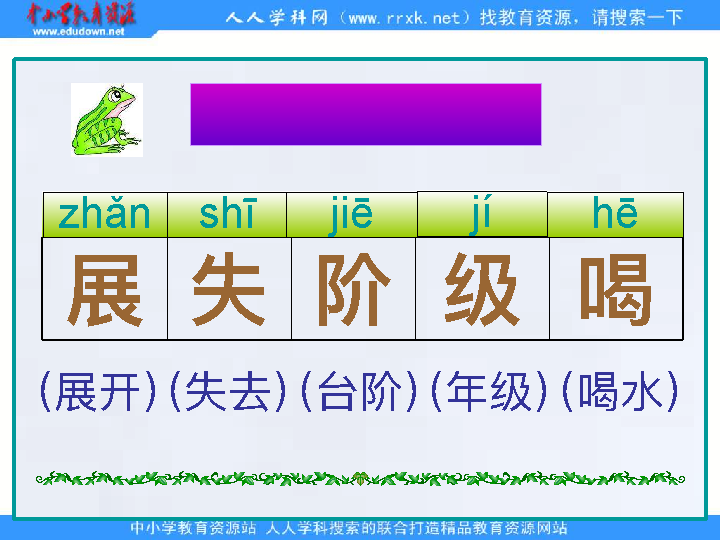 中小学教育资源
www.edudown.net
人人学科网（www.rrxk.net）找教育资源，请搜索一下
zhǎn shī jiē jí hē
展 失 阶 级 喝
(展开) (失去) (台阶) (年级) (喝水)
中小学教育资源站 人人学科搜索的联合打造精品教育资源网站